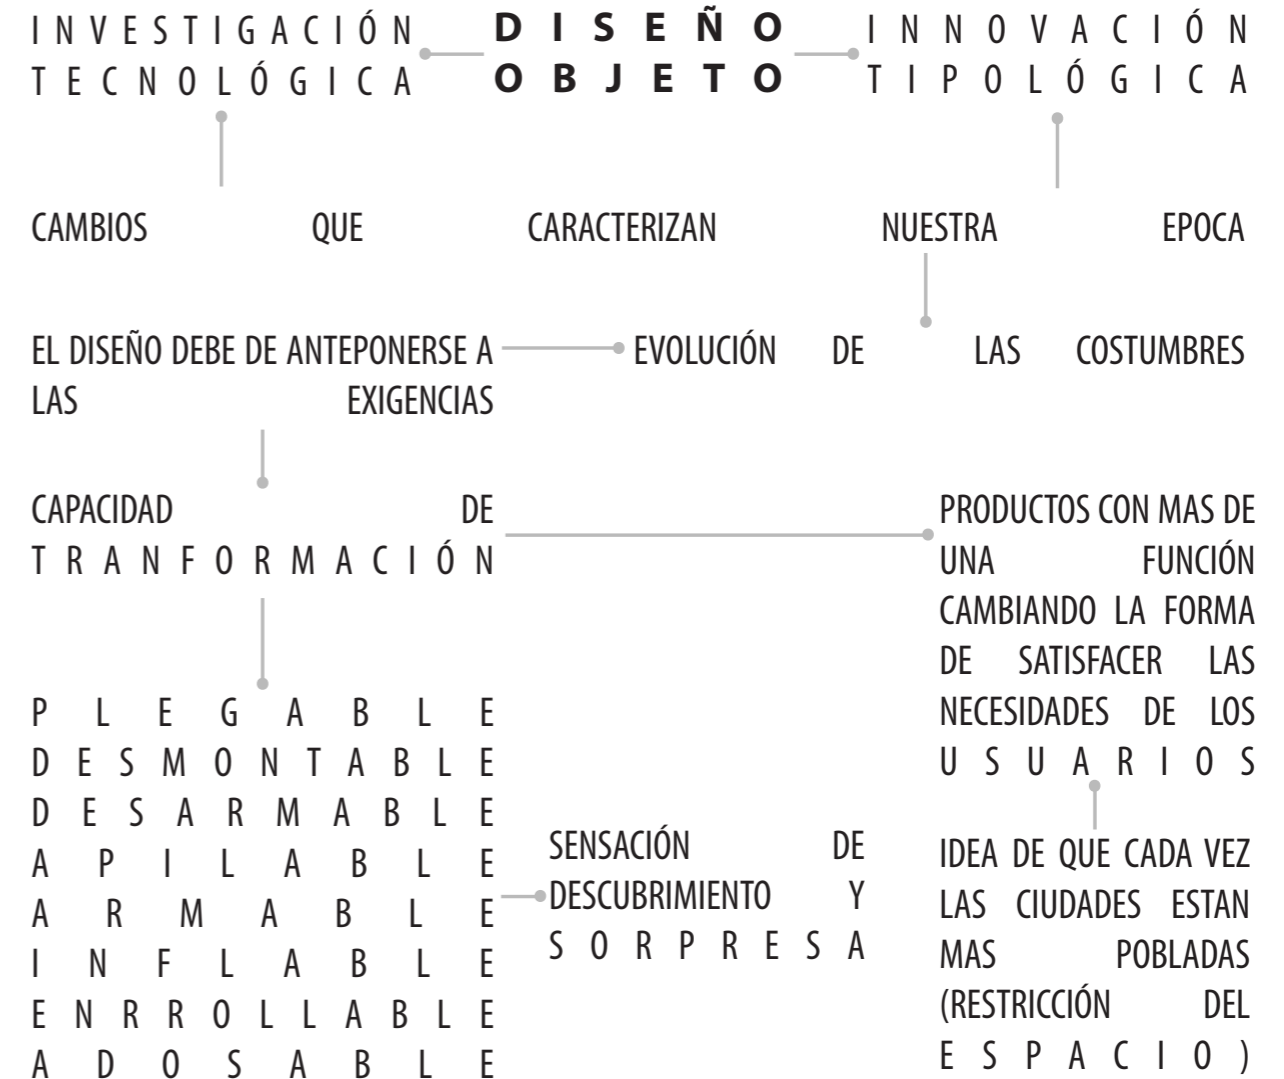 INVESTIGACIÓN
TECNOLÓGICA
DISEÑO
OBJETO
INNOVACIÓN
TIPOLÓGICA
CAMBIOS QUE CARACTERIZAN NUESTRA EPOCA
EL DISEÑO DEBE DE ANTEPONERSE A
LAS EXIGENCIAS
EVOLUCIÓN DE LAS COSTUMBRES
CAPACIDAD DE
TRANFORMACIÓN
PRODUCTOS CON MAS DE
UNA FUNCIÓN
CAMBIANDO LA FORMA
DE SATISFACER LAS
NECESIDADES DE LOS
USUARIOS
PLEGABLE
DESMONTABLE
DESARMABLE
APILABLE
ARMABLE
INFLABLE
ENRROLLABLE
ADOSABLE
SENSACIÓN DE
DESCUBRIMIENTO Y
SORPRESA
IDEA DE QUE CADA VEZ
LAS CIUDADES ESTAN
MAS POBLADAS
(RESTRICCIÓN DEL
ESPACIO)